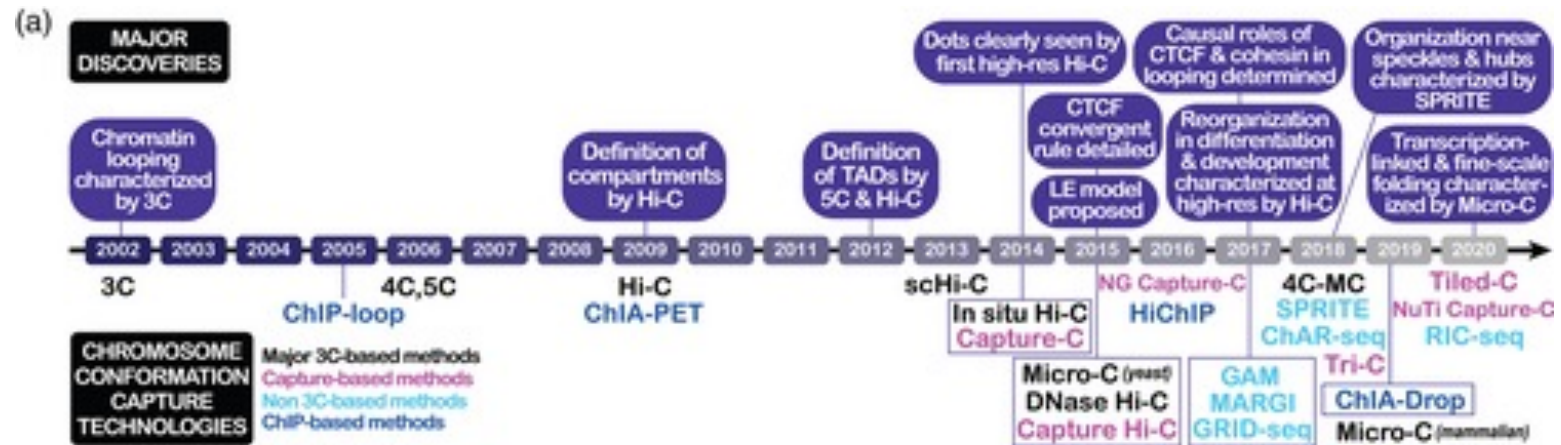 (a)
MAJOR
DISCOVERIES
Chromatin
looping
characterized
by 3C
Definition of
compartments
by Hi-C
Definition
of TADs by
5C & Hi-C
Dots clearly seen by
first high-res Hi-C
CTCF
convergent
rule detailed
LE model
proposed
Causal roles of
CTCF & cohesin in
looping determined
Reorganization
in differentiation
& development
characterized at
high-res by Hi-C
Organization near
speckles & hubs
characterized by
SPRITE
Transcription-
linked & fine-scale
folding character-
ized by Micro-C
2002 2003 2004 2005 2006 2007 2008 2009 2010 2011 2012 2013 2014 2015 2016 2017 2018 2019 2020
3C
ChIP-loop
4C,5C
Hi-C
ChIA-PET
scHi-C
In situ Hi-C
Capture-C
Micro-C (yeast)
DNase Hi-C
Capture Hi-C
NG Capture-C
HiChIP
GAM
MARGI
GRID-seq
4C-MC
SPRITE
ChAR-seq
Tri-C
ChIA-Drop
Micro-C (mammalian)
Tiled-C
NuTi Capture-C
RIC-seq
CHROMOSOME
CONFORMATION
CAPTURE
TECHNOLOGIES
Major 3C-based methods
Capture-based methods
Non 3C-based methods
ChIP-based methods